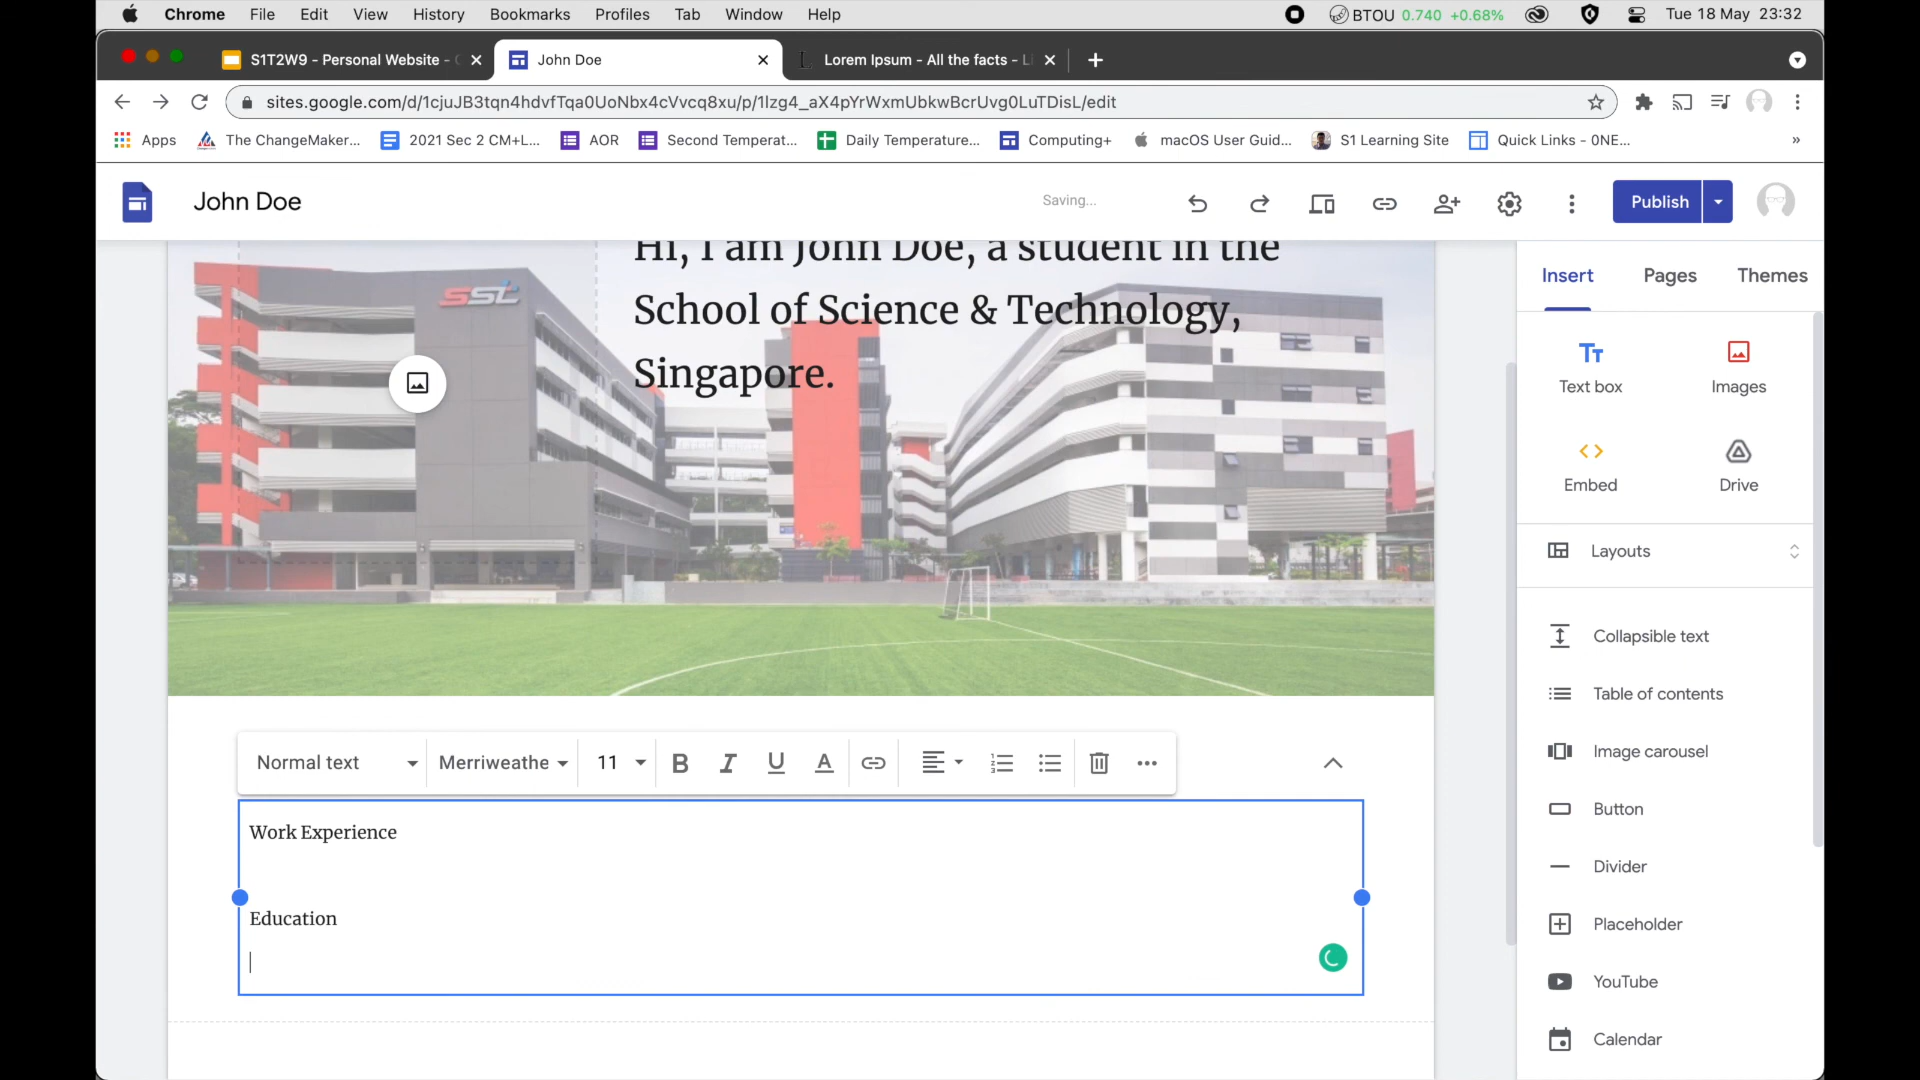 Chrome File Edit View History Bookmarks Profiles Tab Window Help BTOU 0.740 +0.68% Tue 18 May 23:32
S1T2W9 - Personal Website - John Doe Lorem Ipsum - All the facts - L
sites.google.com/d/1cjuJB3tqn4hdvfTqa0UoNbx4cVvcq8xu/p/1Izg4_aX4pYrWxmUbkwBcrUvg0LuTDisL/edit
Apps The ChangeMaker... 2021 Sec 2 CM+L... AOR Second Temperat... Daily Temperature... Computing+ macOS User Guid... S1 Learning Site Quick Links - 0NE... »
John Doe Saving... Publish
Insert Pages Themes
Hi, I am John Doe, a student in the
School of Science & Technology,
Singapore.
Text box Images
Embed Drive
Layouts
Collapsible text
Table of contents
Image carousel
Button
Divider
Placeholder
YouTube
Calendar
Normal text Merriweathe 11 B I U A
Work Experience
Education